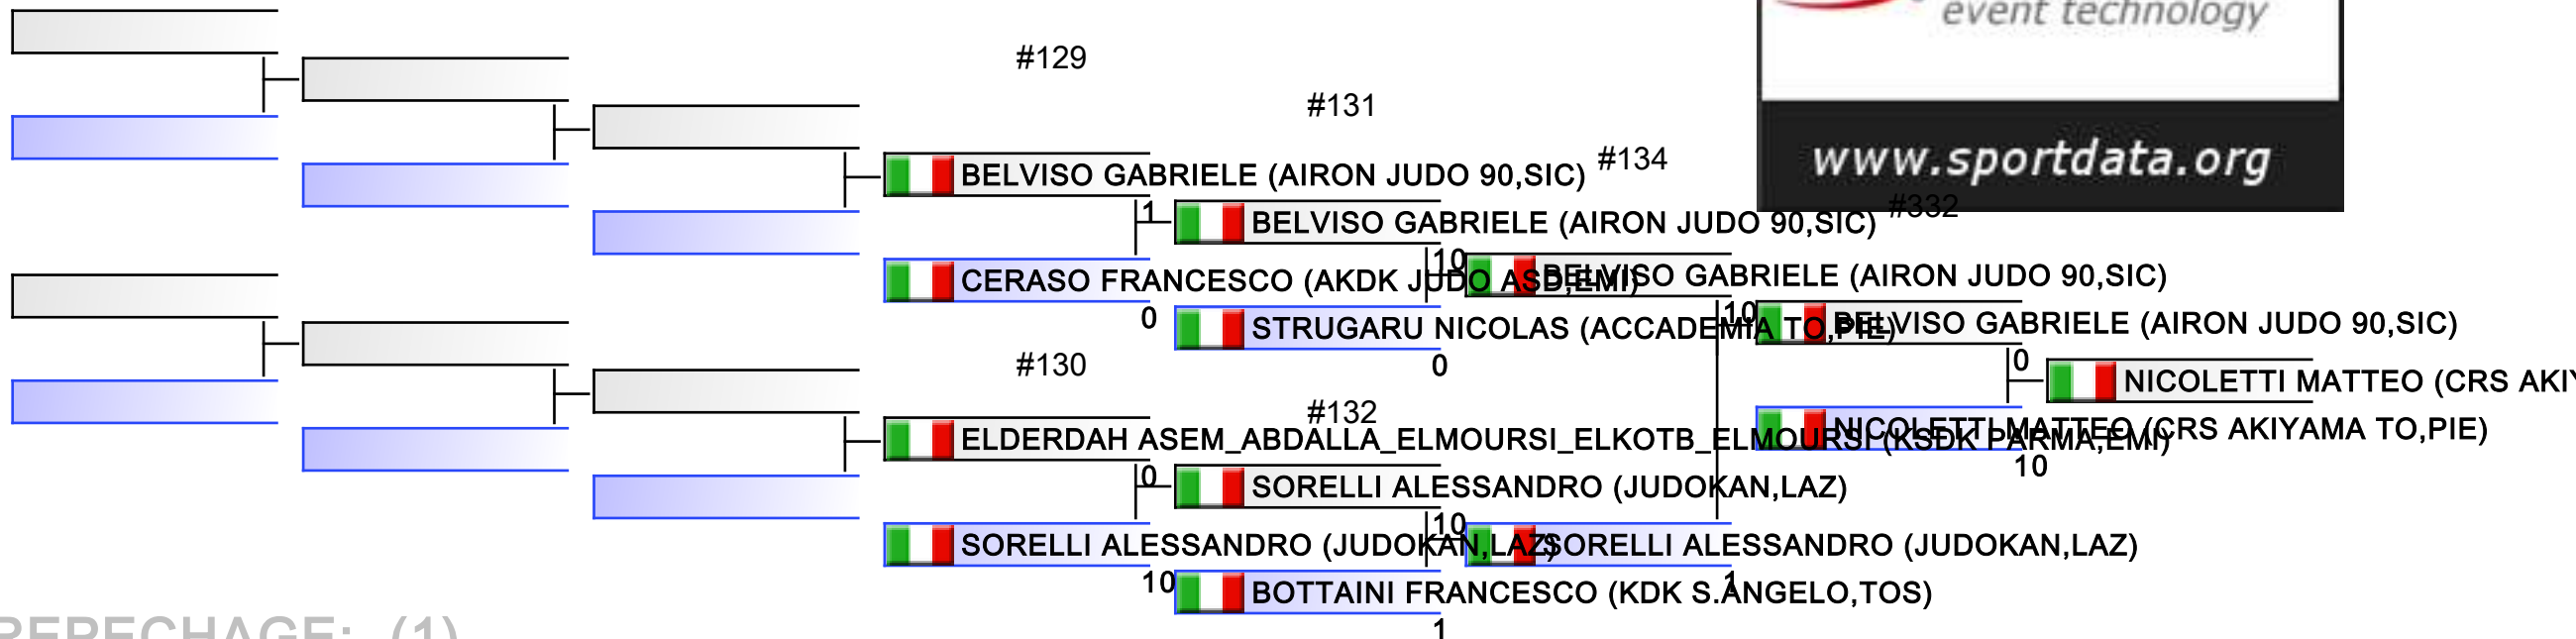 event technology
www.sportdata.org
#129
#131
#134
#332
BELVISO GABRIELE (AIRON JUDO 90,SIC)
1
BELVISO GABRIELE (AIRON JUDO 90,SIC)
10
CERASO FRANCESCO (AKDK JUDO ASD,EMI)
0
BELVISO GABRIELE (AIRON JUDO 90,SIC)
10
STRUGARU NICOLAS (ACCADEMIA TO,PIE)
0
BELVISO GABRIELE (AIRON JUDO 90,SIC)
0
NICOLETTI MATTEO (CRS
#130
#132
NICOLETTI MATTEO (CRS AKIYAMA TO,PIE)
10
ELDERDAH ASEM_ABDALLA_ELMOURSI_ELKOTB_ELMOURSI (KSDK PARMA,EMI)
0
SORELLI ALESSANDRO (JUDOKAN,LAZ)
10
SORELLI ALESSANDRO (JUDOKAN,LAZ)
10
SORELLI ALESSANDRO (JUDOKAN,LAZ)
1
BOTTAINI FRANCESCO (KDK S.ANGELO,TOS)
1
REPECHAGE: (1)